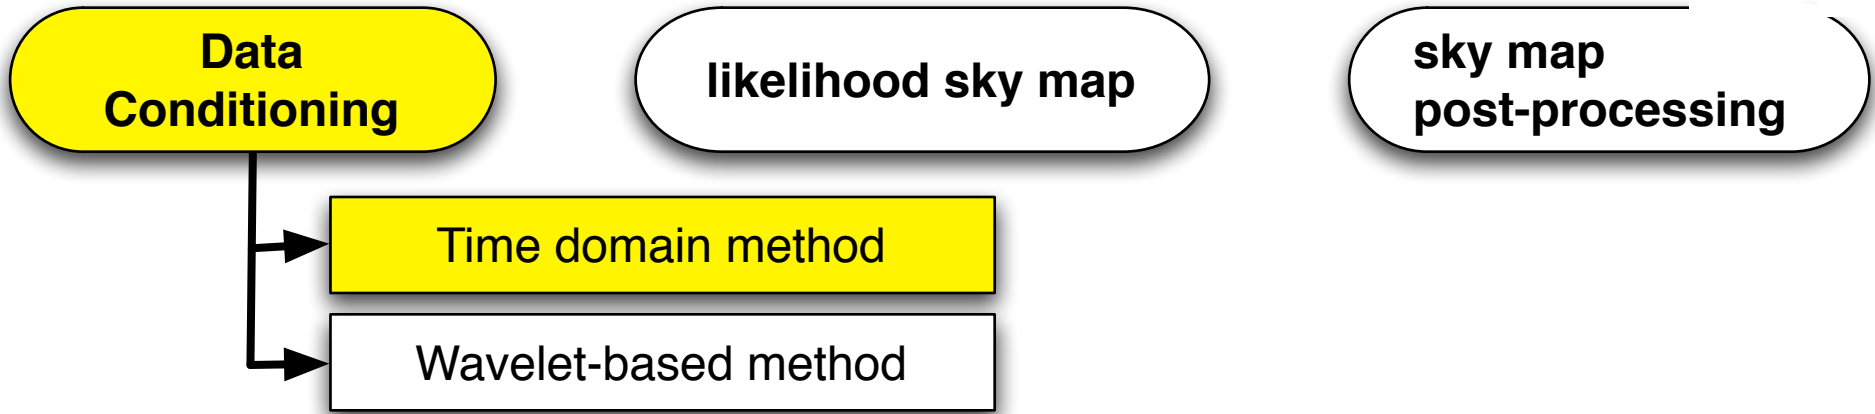 Data
Conditioning
likelihood sky map
sky map
post-processing
Time domain method
Wavelet-based method